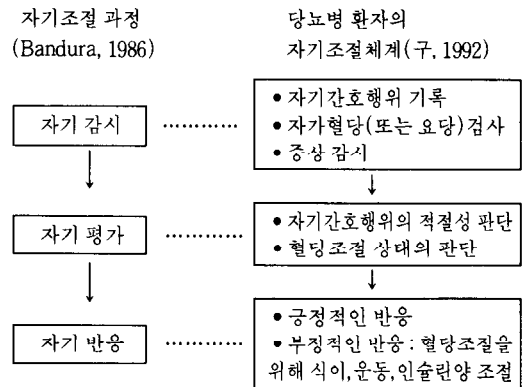 자기조절 과정
(Bandura, 1986)
당뇨병 환자의
자기조절체계(구, 1992)
자기 감시
• 자기간호행위 기록
• 자가혈당(또는 요당)검사
• 증상 감시
자기 평가
• 자기간호행위의 적절성 판단
• 혈딩조절 상태의 판단
자기 반응
• 긍정적인 반응
• 부정적인 반응 : 혈당조질을
위해 식이,운동,인슐린양 조절